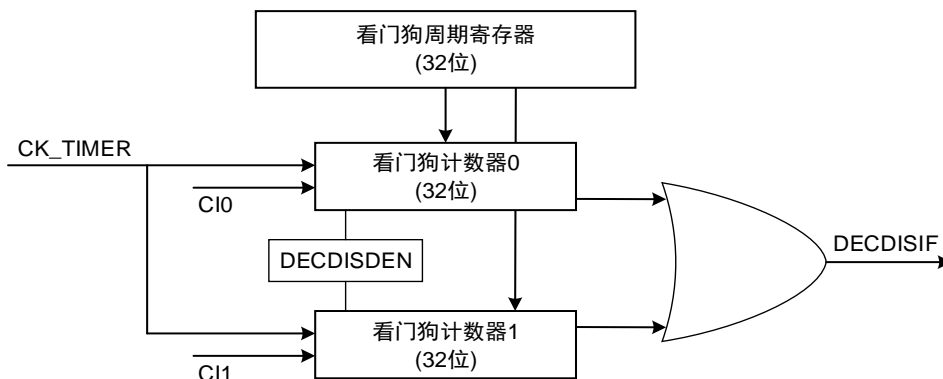 看门狗周期寄存器
(32位)
CK_TIMER
看门狗计数器0
(32位)
CI0
DECDISDEN
DECDISIF
看门狗计数器1
(32位)
CI1